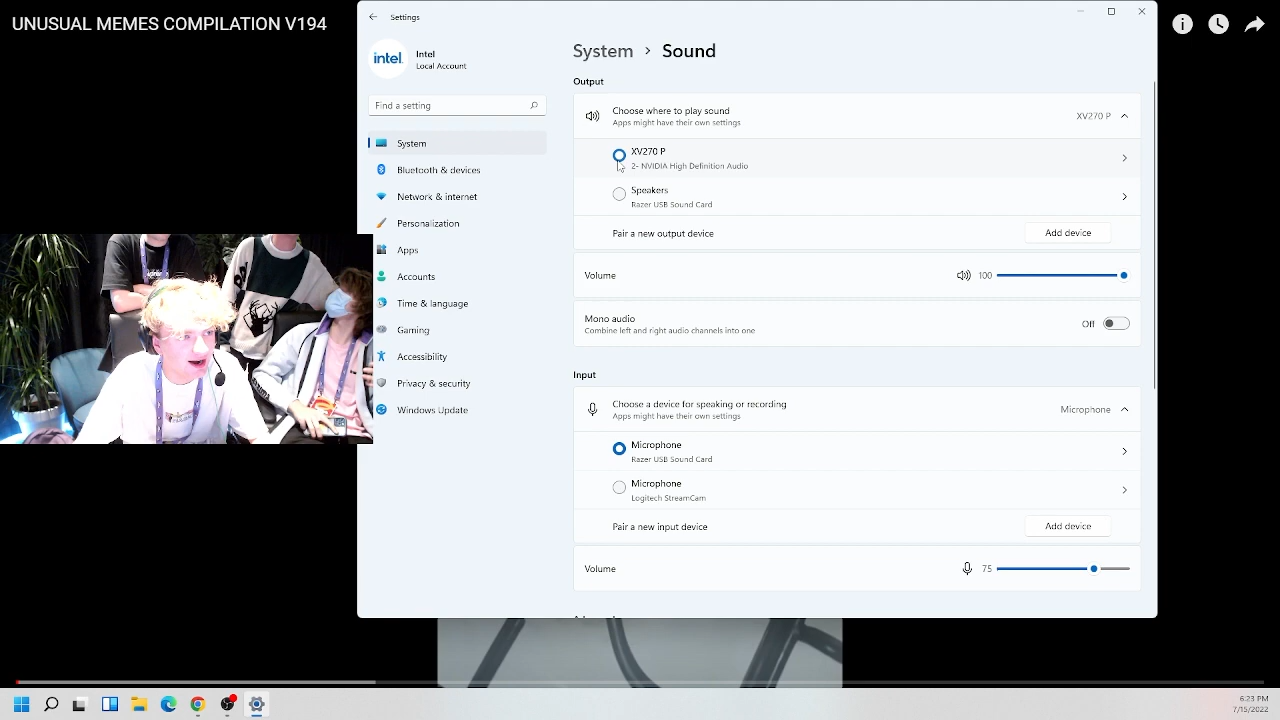 UNUSUAL MEMES COMPILATION V194
Settings
intel
Intel
Local Account
Find a setting
System
Bluetooth & devices
Network & internet
Personalization
Apps
Accounts
Time & language
Gaming
Accessibility
Privacy & security
Windows Update
System > Sound
Output
Choose where to play sound
Apps might have their own settings
XV270 P
XV270 P
2- NVIDIA High Definition Audio
Speakers
Razer USB Sound Card
Pair a new output device
Add device
Volume
100
Mono audio
Combine left and right audio channels into one
Off
Input
Choose a device for speaking or recording
Apps might have their own settings
Microphone
Microphone
Razer USB Sound Card
Microphone
Logitech StreamCam
Pair a new input device
Add device
Volume
75
6:23 PM
7/15/2022